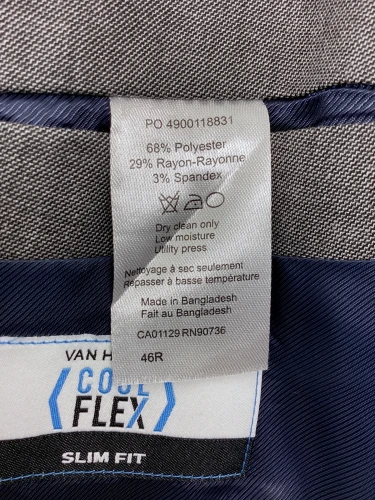 PO 4900118831
68% Polyester
29% Rayon-Rayonne
3% Spandex
Dry clean only
Low moisture
Utility press
Nettoyage à sec seulement
Repasser à basse température
Made in Bangladesh
Fait au Bangladesh
CA01129 RN90736
46R
VAN H
COOL
FLEX
SLIM FIT